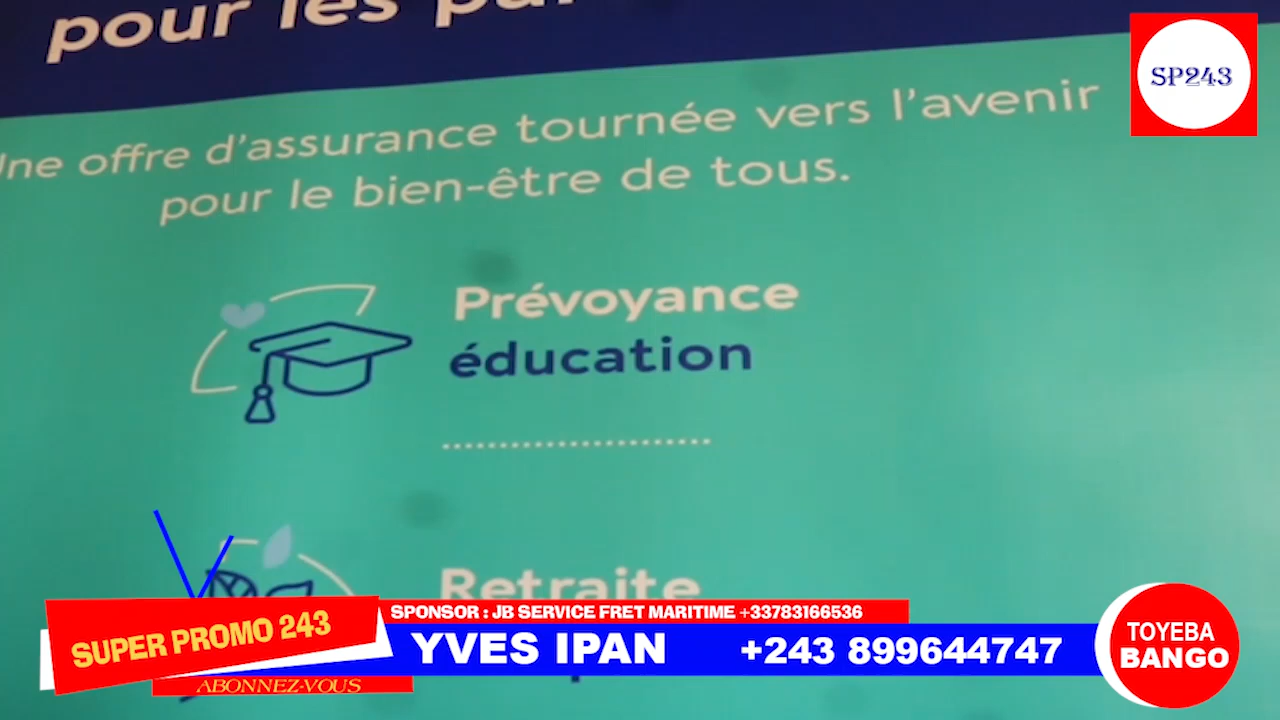 pour les
SP243
Une offre d'assurance tournée vers l'avenir
pour le bien-être de tous.
Prévoyance
éducation
Retraite
SPONSOR : JB SERVICE FRET MARITIME +33783166536
SUPER PROMO 243
YVES IPAN +243 899644747
TOYEBA
BANGO
ABONNEZ-VOUS